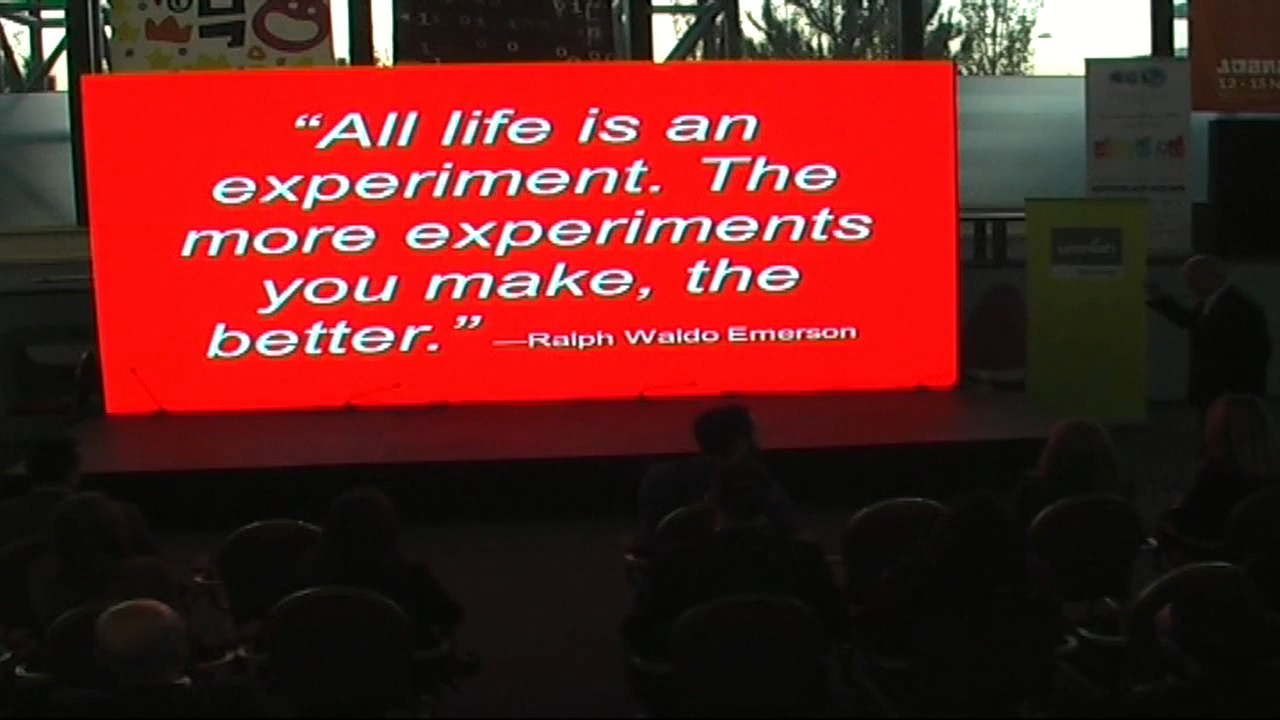 “All life is an
experiment. The
more experiments
you make, the
better.” —Ralph Waldo Emerson